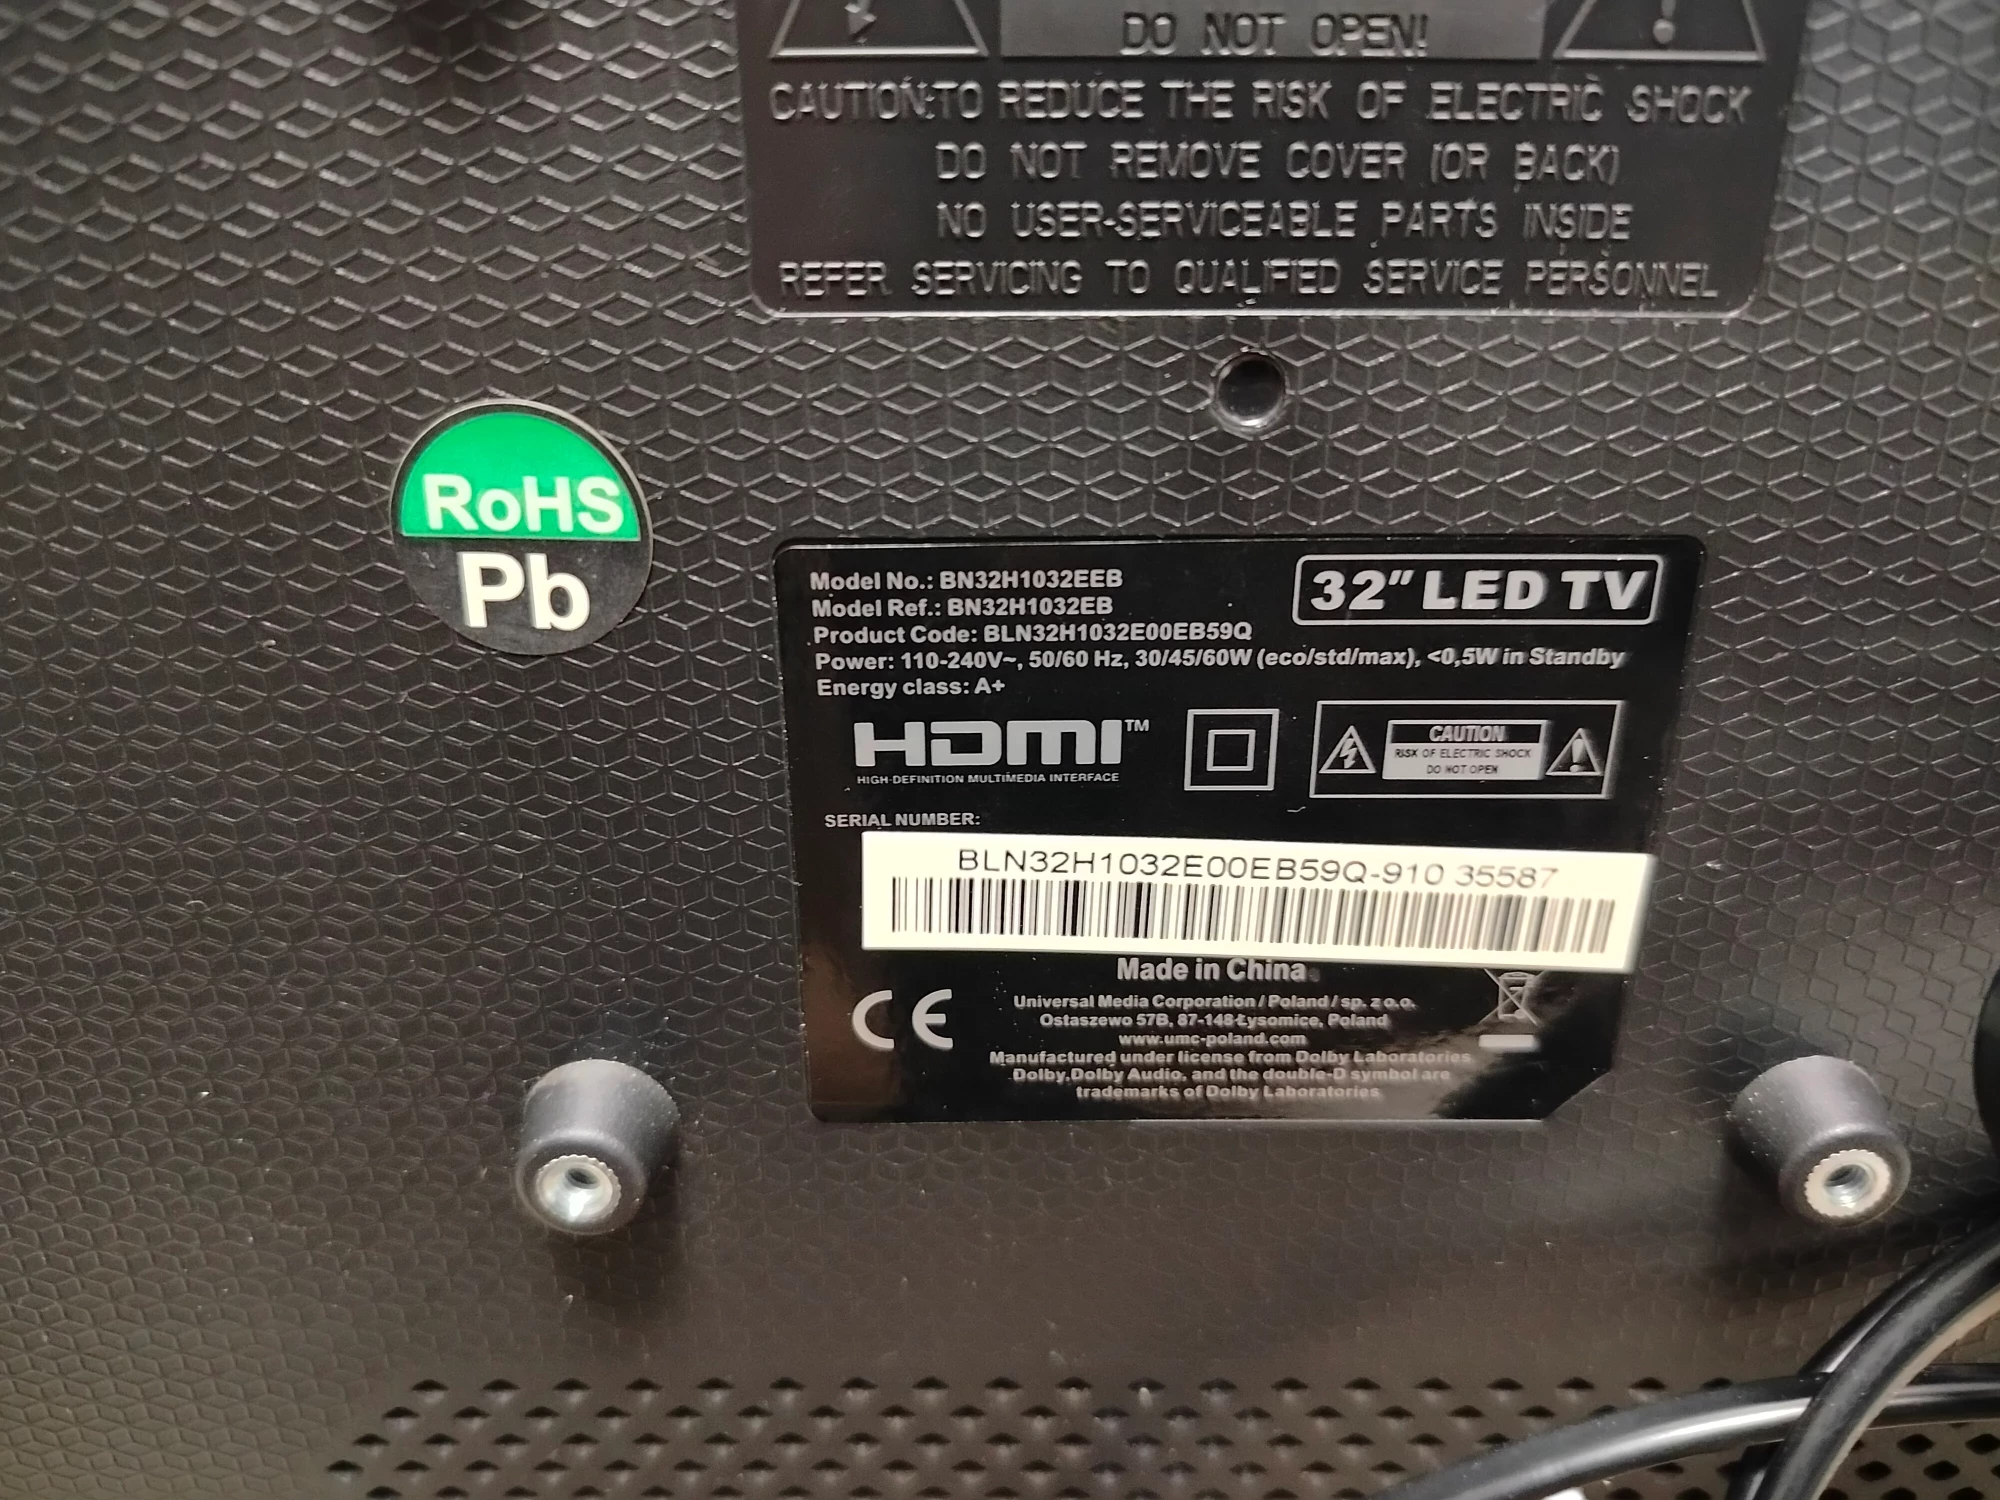 DO NOT OPEN!
CAUTION:TO REDUCE THE RISK OF ELECTRIC SHOCK
DO NOT REMOVE COVER (OR BACK)
NO USER-SERVICEABLE PARTS INSIDE
REFER SERVICING TO QUALIFIED SERVICE PERSONNEL
RoHS
Pb
Model No.: BN32H1032EEB
32" LED TV
Model Ref.: BN32H1032EB
Product Code: BLN32H1032E00EB59Q
Power: 110-240V~, 50/60 Hz, 30/45/60W (eco/std/max), <0,5W in Standby
Energy class: A+
HDMI™
HIGH-DEFINITION MULTIMEDIA INTERFACE
CAUTION
RISK OF ELECTRIC SHOCK
DO NOT OPEN
SERIAL NUMBER:
BLN32H1032E00EB59Q-910 35587
Made in China
CE
Universal Media Corporation / Poland / sp. z o.o.
Ostaszewo 57B, 87-148 Łysomice, Poland
www.umc-poland.com
Manufactured under license from Dolby Laboratories
Dolby,Dolby Audio, and the double-D symbol are
trademarks of Dolby Laboratories